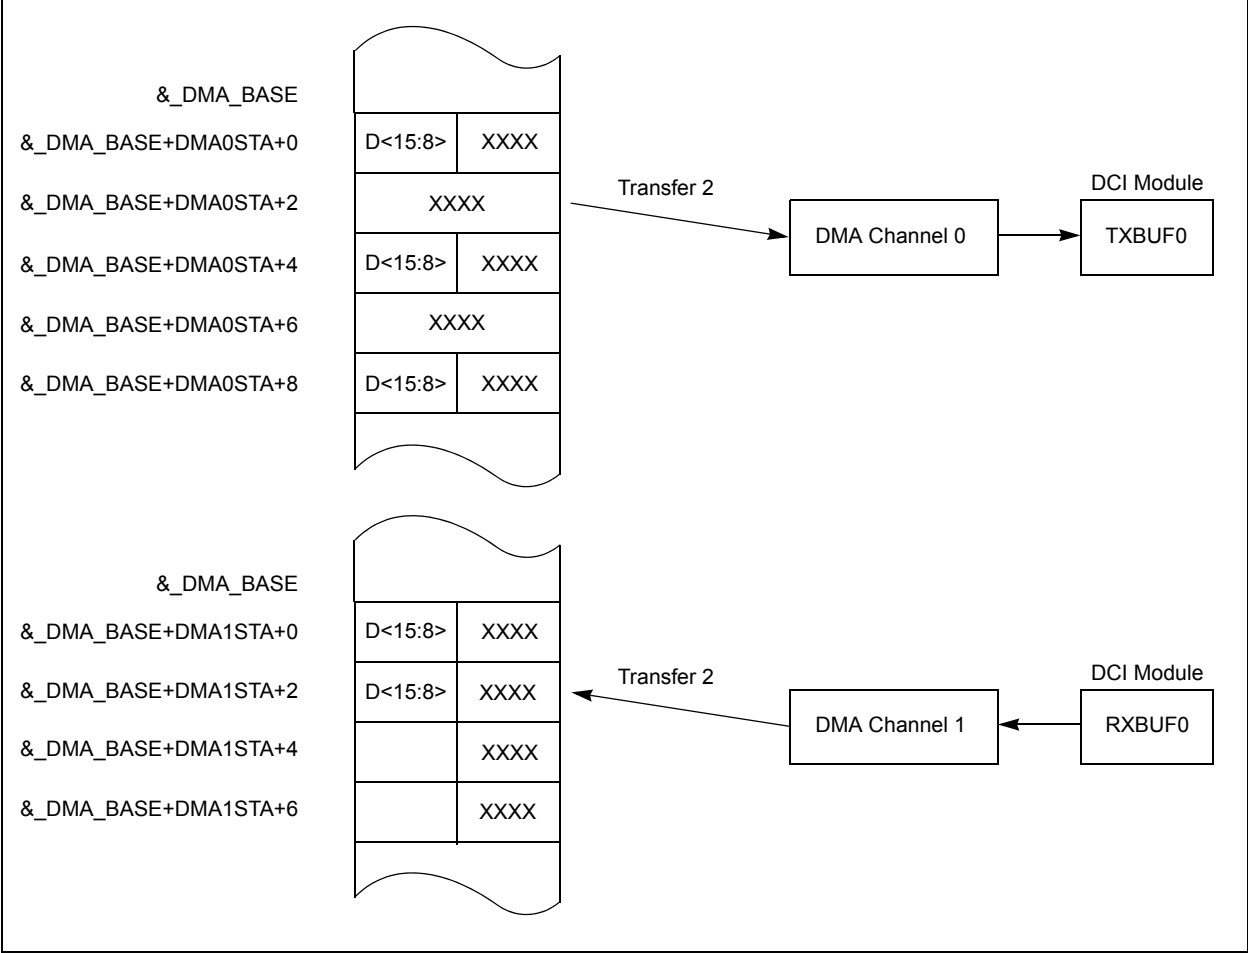 &_DMA_BASE
&_DMA_BASE+DMA0STA+0 D<15:8> XXXX
&_DMA_BASE+DMA0STA+2 XXXX
Transfer 2
DCI Module
DMA Channel 0
TXBUF0
&_DMA_BASE+DMA0STA+4 D<15:8> XXXX
&_DMA_BASE+DMA0STA+6 XXXX
&_DMA_BASE+DMA0STA+8 D<15:8> XXXX
&_DMA_BASE
&_DMA_BASE+DMA1STA+0 D<15:8> XXXX
&_DMA_BASE+DMA1STA+2 D<15:8> XXXX
Transfer 2
DCI Module
DMA Channel 1
RXBUF0
&_DMA_BASE+DMA1STA+4 XXXX
&_DMA_BASE+DMA1STA+6 XXXX